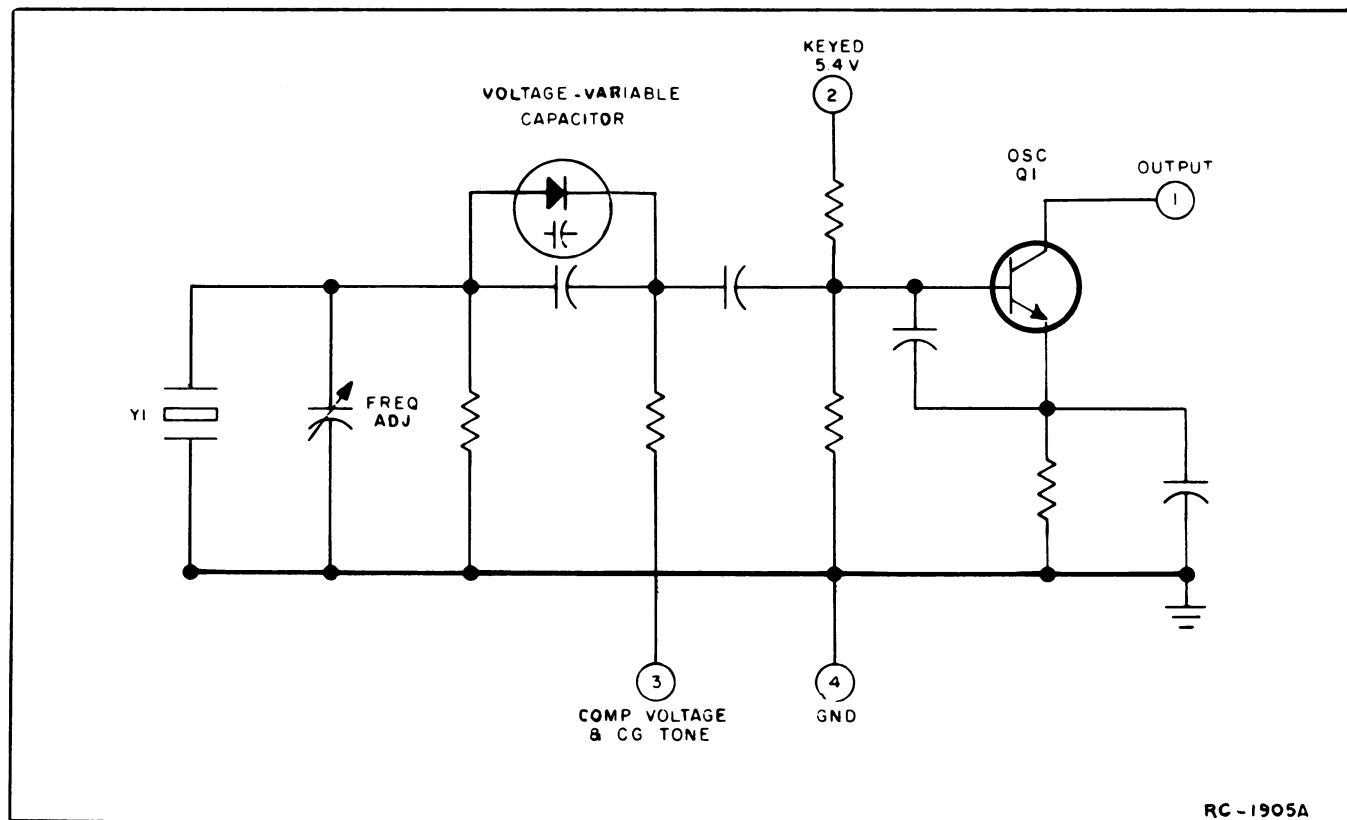 KEYED
5.4V
2
VOLTAGE-VARIABLE
CAPACITOR
OSC
Q1
OUTPUT
1
Y1
FREQ
ADJ
3
4
COMP VOLTAGE
& CG TONE
GND
RC-1905A